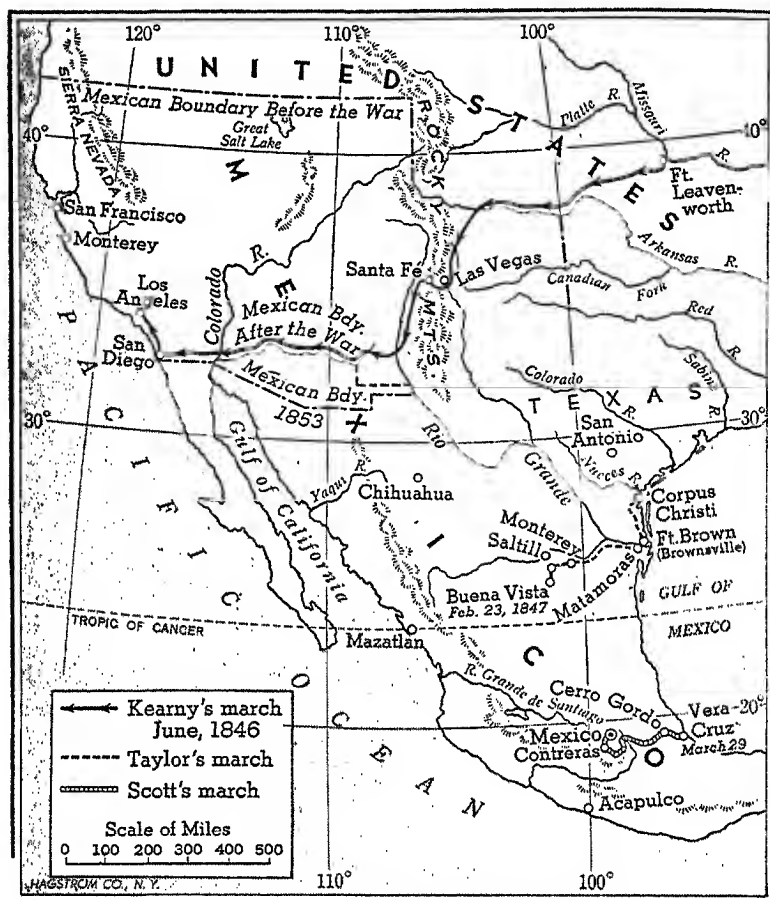 120°
110°
100°
UNITED STATES
SIERRA NEVADA
Mexican Boundary Before the War
ROCKY MTS.
Platte R.
Missouri R.
40°
Great
Salt Lake
40°
Ft.
Leaven-
worth
San Francisco
Monterey
Arkansas R.
Los
Angeles
Colorado R.
Santa Fe
Las Vegas
Canadian Fork
Red R.
Mexican Bdy.
After the War
San
Diego
Mexican Bdy.
1853
Colorado R.
Sabine R.
TEXAS
30°
30°
San
Antonio
Rio Grande
Nueces R.
Gulf of California
Yaqui R.
Chihuahua
Corpus
Christi
Monterey
Saltillo
Ft. Brown
(Brownsville)
Matamoras
Buena Vista
Feb. 23, 1847
GULF OF
MEXICO
TROPIC OF CANCER
Mazatlan
MEXICO
PACIFIC OCEAN
R. Grande de Santiago
Cerro Gordo
Vera
Cruz
March 29
20°
Mexico
Contreras
Acapulco
Kearny's march
June, 1846
Taylor's march
Scott's march
Scale of Miles
0 100 200 300 400 500
HAGSTROM CO., N. Y.
110°
100°